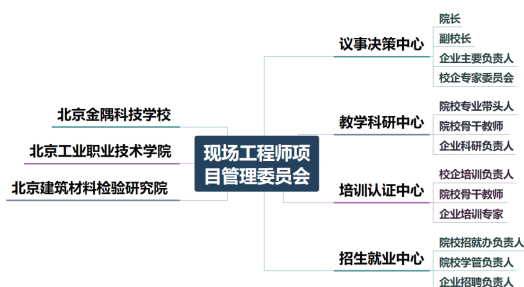 北京金隅科技学校
北京工业职业技术学院
北京建筑材料检验研究院
现场工程师项
目管理委员会
议事决策中心
院长
副校长
企业主要负责人
校企专家委员会
教学科研中心
院校专业带头人
院校骨干教师
企业科研负责人
培训认证中心
校企培训负责人
院校骨干教师
企业培训专家
招生就业中心
院校招就办负责人
院校学管负责人
企业招聘负责人